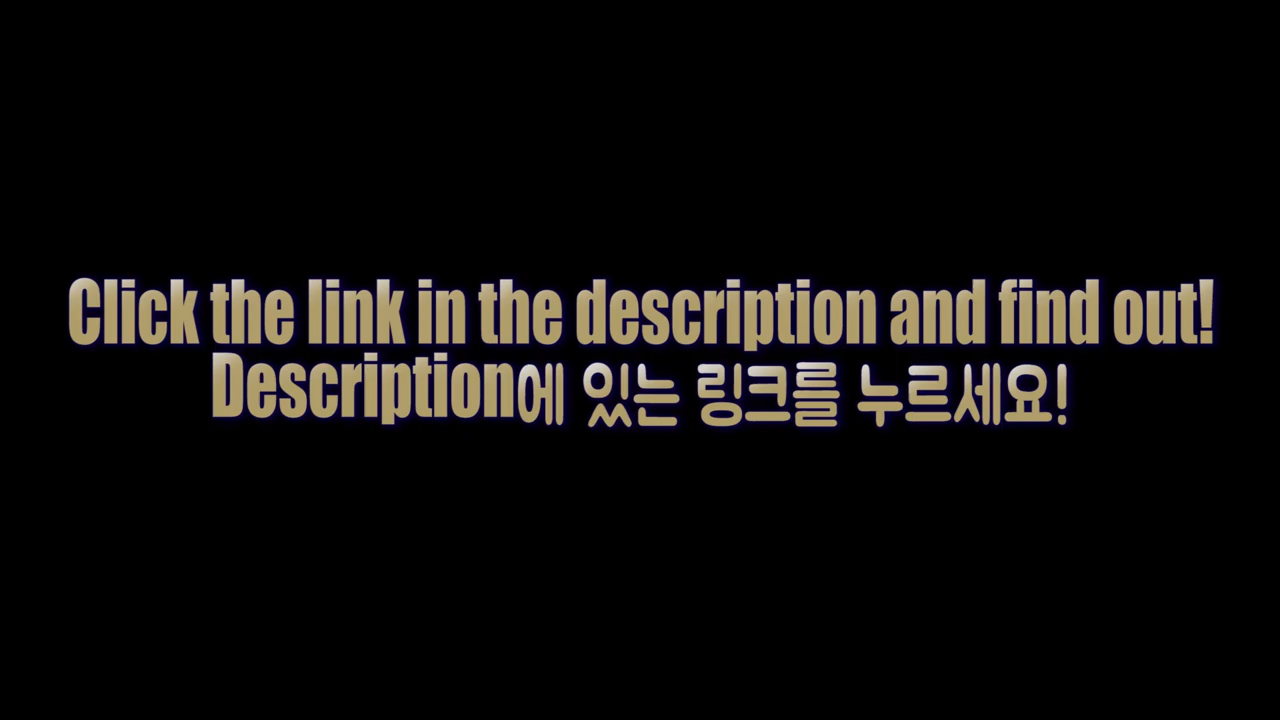 Click the link in the description and find out!
Description에 있는 링크를 누르세요!